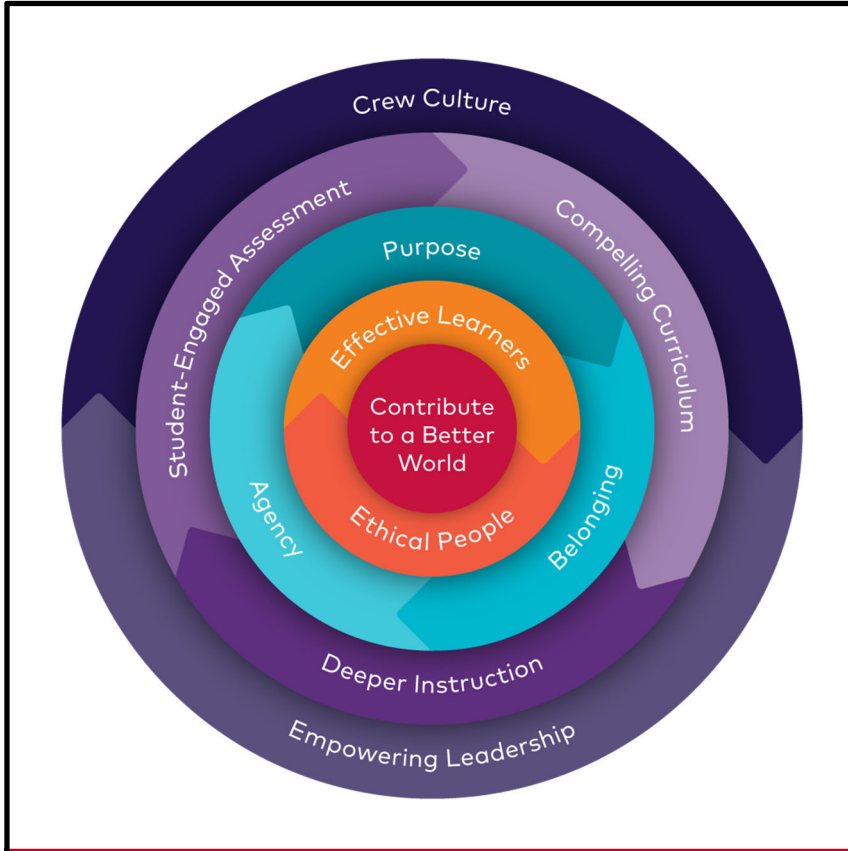 Crew Culture
Student-Engaged Assessment
Compelling Curriculum
Purpose
Effective Learners
Contribute
to a Better
World
Agency
Belonging
Ethical People
Deeper Instruction
Empowering Leadership